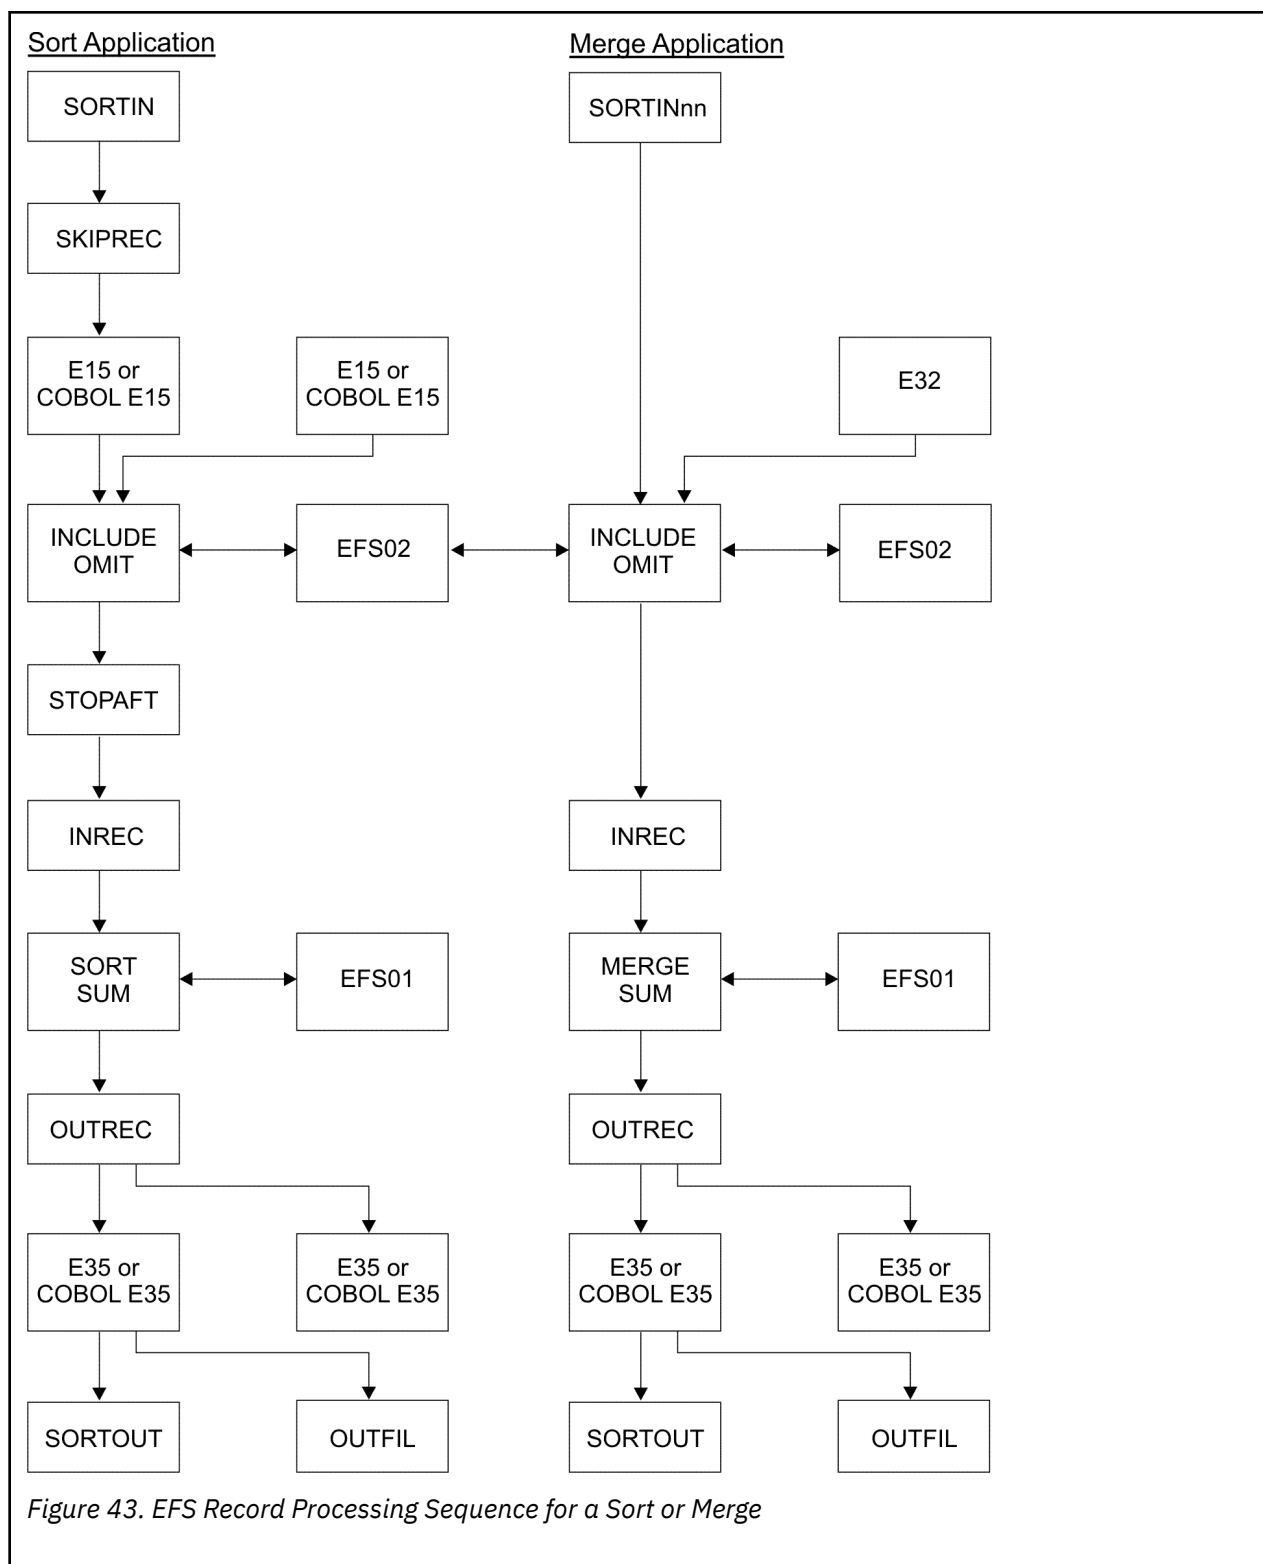 Sort Application
Merge Application
SORTIN
SORTINnn
SKIPREC
E15 or
COBOL E15
E15 or
COBOL E15
E32
INCLUDE
OMIT
EFS02
INCLUDE
OMIT
EFS02
STOPAFT
INREC
INREC
SORT
SUM
EFS01
MERGE
SUM
EFS01
OUTREC
OUTREC
E35 or
COBOL E35
E35 or
COBOL E35
E35 or
COBOL E35
E35 or
COBOL E35
SORTOUT
OUTFIL
SORTOUT
OUTFIL
Figure 43. EFS Record Processing Sequence for a Sort or Merge